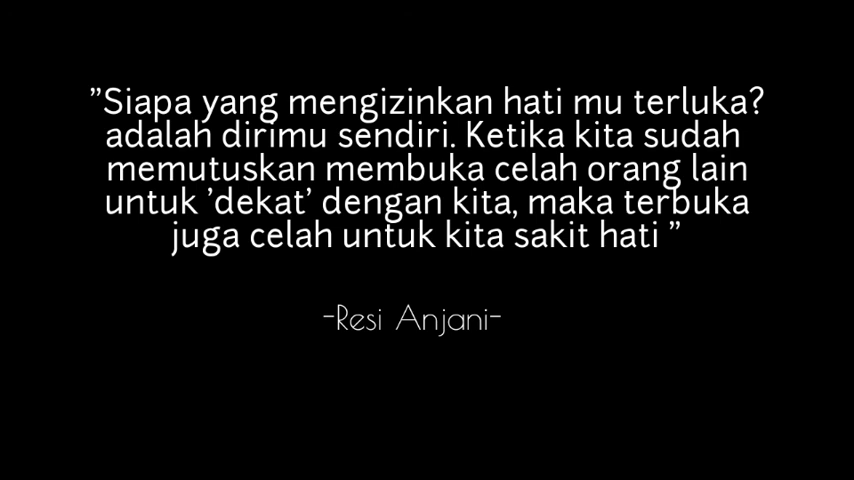 ”Siapa yang mengizinkan hati mu terluka?
adalah dirimu sendiri. Ketika kita sudah
memutuskan membuka celah orang lain
untuk ’dekat’ dengan kita, maka terbuka
juga celah untuk kita sakit hati ”
-Resi Anjani-